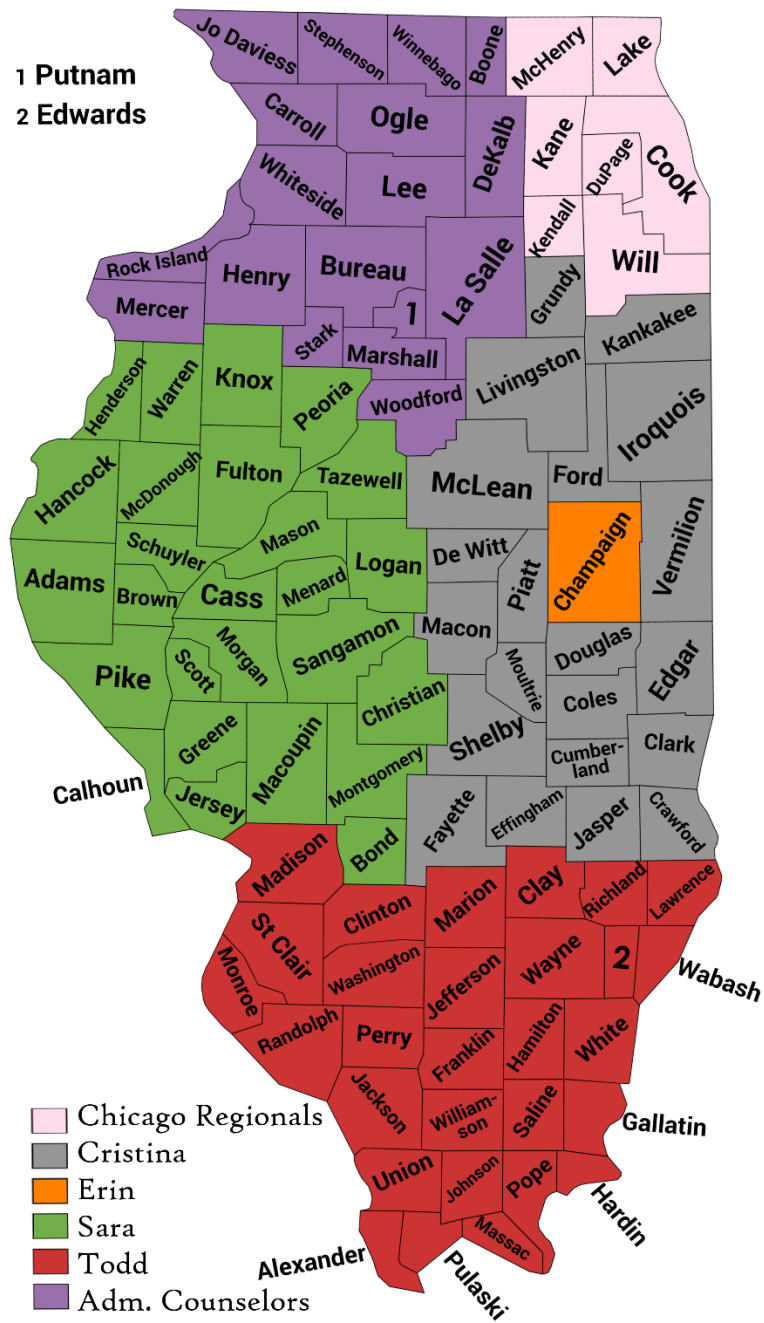 Jo Daviess
Stephenson
Winnebago
Boone
McHenry
Lake
1 Putnam
2 Edwards
Carroll
Ogle
DeKalb
Kane
DuPage
Cook
Whiteside
Lee
Kendall
Rock Island
Henry
Bureau
La Salle
Will
Grundy
Mercer
1
Stark
Marshall
Kankakee
Henderson
Warren
Knox
Peoria
Woodford
Livingston
Iroquois
Hancock
McDonough
Fulton
Tazewell
McLean
Ford
Mason
Champaign
Vermilion
Schuyler
Logan
De Witt
Piatt
Adams
Brown
Cass
Menard
Macon
Pike
Scott
Morgan
Sangamon
Christian
Moultrie
Douglas
Edgar
Coles
Shelby
Greene
Macoupin
Montgomery
Cumber-
land
Clark
Calhoun
Jersey
Fayette
Effingham
Jasper
Crawford
Madison
Bond
Clinton
Marion
Clay
Richland
Lawrence
St Clair
Washington
Jefferson
Wayne
2
Wabash
Monroe
Randolph
Perry
Franklin
Hamilton
White
Jackson
William-
son
Saline
Gallatin
Union
Johnson
Pope
Hardin
Alexander
Pulaski
Massac
Chicago Regionals
Cristina
Erin
Sara
Todd
Adm. Counselors